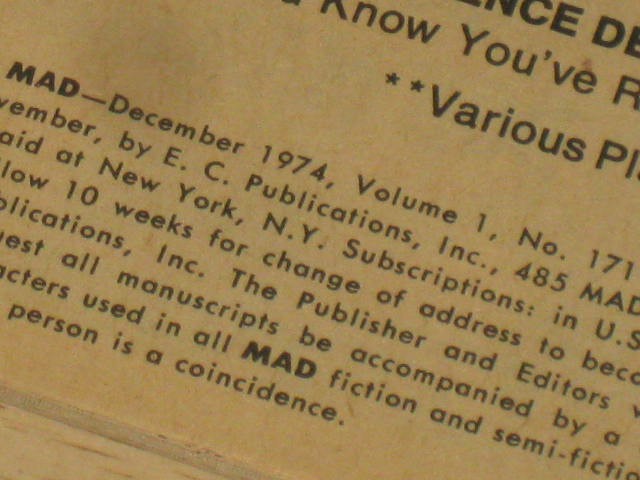 ENCE DE
Know You've R
**Various Pla
MAD—December 1974, Volume 1, No. 171
vember, by E. C. Publications, Inc., 485 MAD
aid at New York, N.Y. Subscriptions: in U.S
low 10 weeks for change of address to beco
blications, Inc. The Publisher and Editors w
uest all manuscripts be accompanied by a
acters used in all MAD fiction and semi-fictio
person is a coincidence.